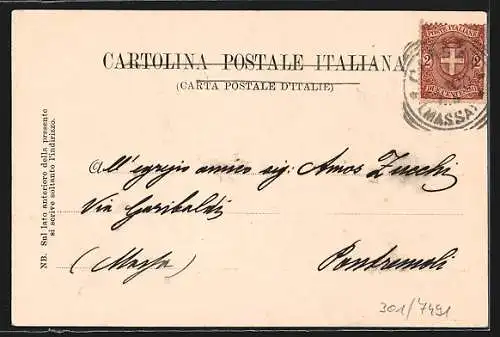 CARTOLINA POSTALE ITALIANA
(CARTA POSTALE D'ITALIE)
POSTE ITALIANE
2 2
DUE CENTESIMI
(MASSA)
NB. Sul lato anteriore della presente
si scrive soltanto l'indirizzo.
All' egregio amico sig: Amos Zucchi
Via Garibaldi
(Massa) Pontremoli
301/7491